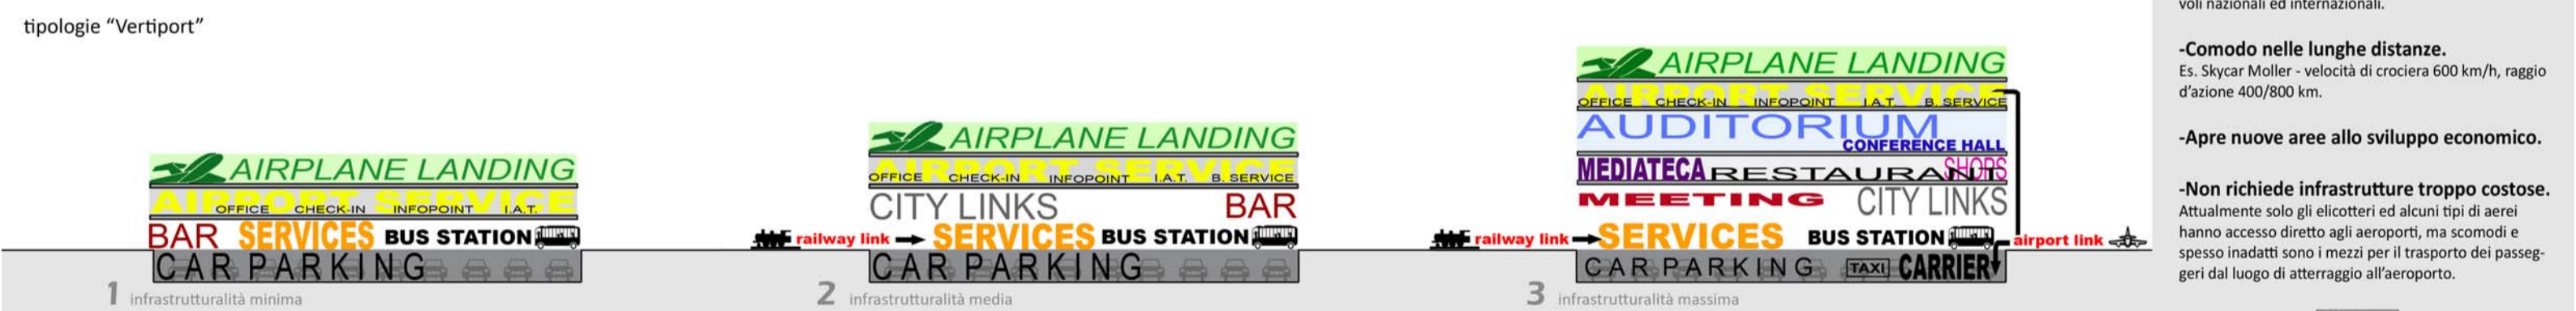 tipologie “Vertiport”
AIRPLANE LANDING
AIRPORT SERVICE
OFFICE CHECK-IN INFOPOINT I.A.T.
BAR SERVICES BUS STATION
CAR PARKING
1 infrastrutturalità minima
AIRPLANE LANDING
AIRPORT SERVICE
OFFICE CHECK-IN INFOPOINT I.A.T. B. SERVICE
CITY LINKS BAR
railway link SERVICES BUS STATION
CAR PARKING
2 infrastrutturalità media
AIRPLANE LANDING
AIRPORT SERVICE
OFFICE CHECK-IN INFOPOINT I.A.T. B. SERVICE
AUDITORIUM
CONFERENCE HALL
MEDIATECA RESTAURANT SHOPS
MEETING CITY LINKS
railway link SERVICES BUS STATION airport link
CAR PARKING TAXI CARRIER
3 infrastrutturalità massima
voli nazionali ed internazionali.
-Comodo nelle lunghe distanze.
Es. Skycar Moller - velocità di crociera 600 km/h, raggio
d’azione 400/800 km.
-Apre nuove aree allo sviluppo economico.
-Non richiede infrastrutture troppo costose.
Attualmente solo gli elicotteri ed alcuni tipi di aerei
hanno accesso diretto agli aeroporti, ma scomodi e
spesso inadatti sono i mezzi per il trasporto dei passeg-
geri dal luogo di atterraggio all’aeroporto.